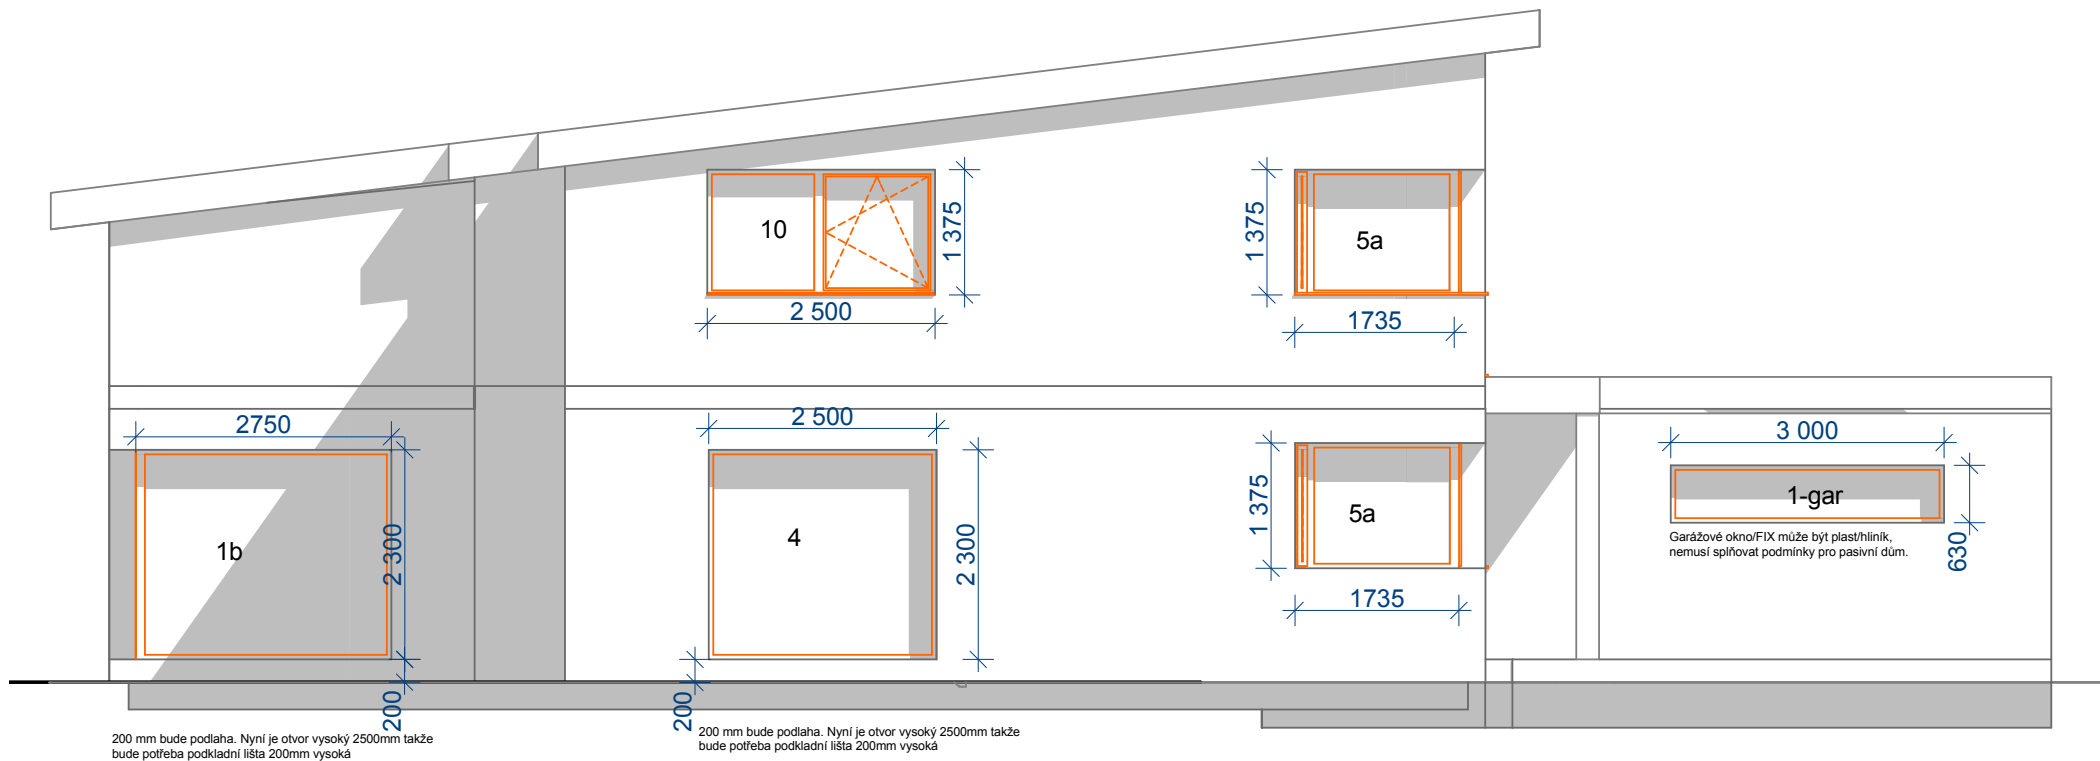 10
1 375
2 500
1 375
5a
1735
2750
2 500
3 000
1b
2 300
4
2 300
1 375
5a
1735
1-gar
630
Garážové okno/FIX může být plast/hliník,
nemusí splňovat podmínky pro pasivní dům.
200
200
200 mm bude podlaha. Nyní je otvor vysoký 2500mm takže
bude potřeba podkladní lišta 200mm vysoká
200 mm bude podlaha. Nyní je otvor vysoký 2500mm takže
bude potřeba podkladní lišta 200mm vysoká